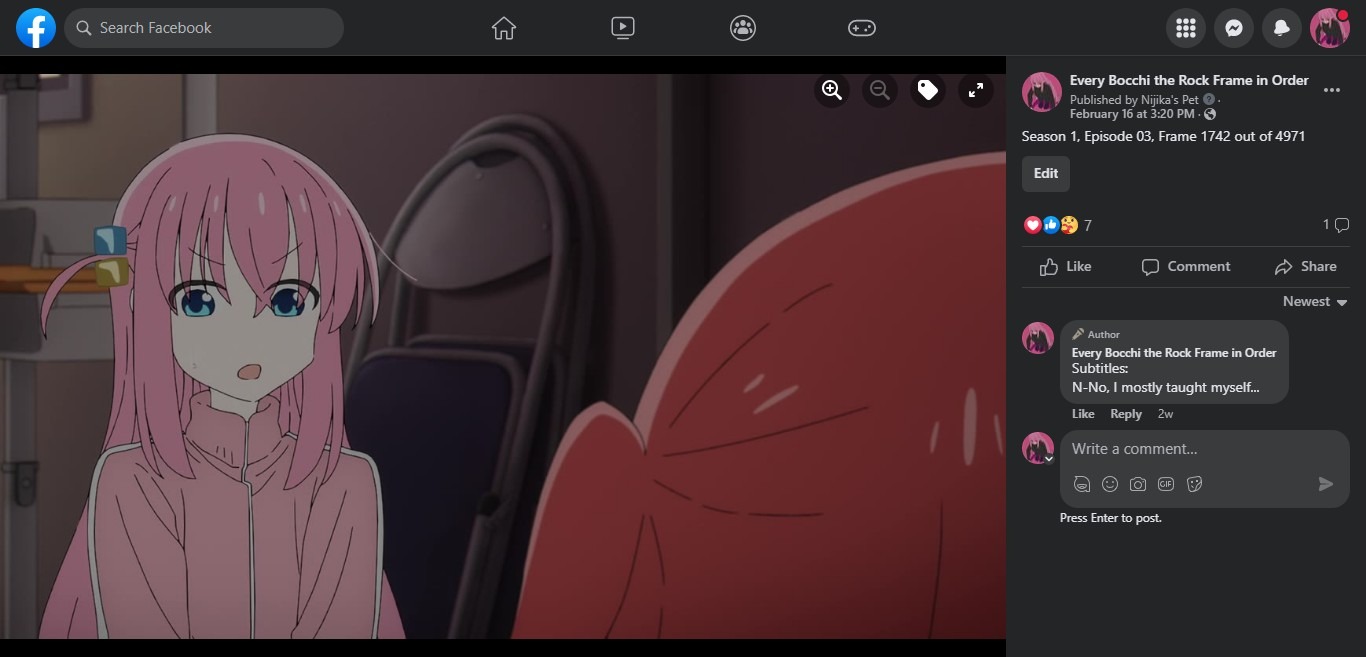 Search Facebook
Every Bocchi the Rock Frame in Order
Published by Nijika's Pet ·
February 16 at 3:20 PM ·
Season 1, Episode 03, Frame 1742 out of 4971
Edit
7
1
Like
Comment
Share
Newest
Author
Every Bocchi the Rock Frame in Order
Subtitles:
N-No, I mostly taught myself...
Like Reply 2w
Write a comment...
GIF
Press Enter to post.